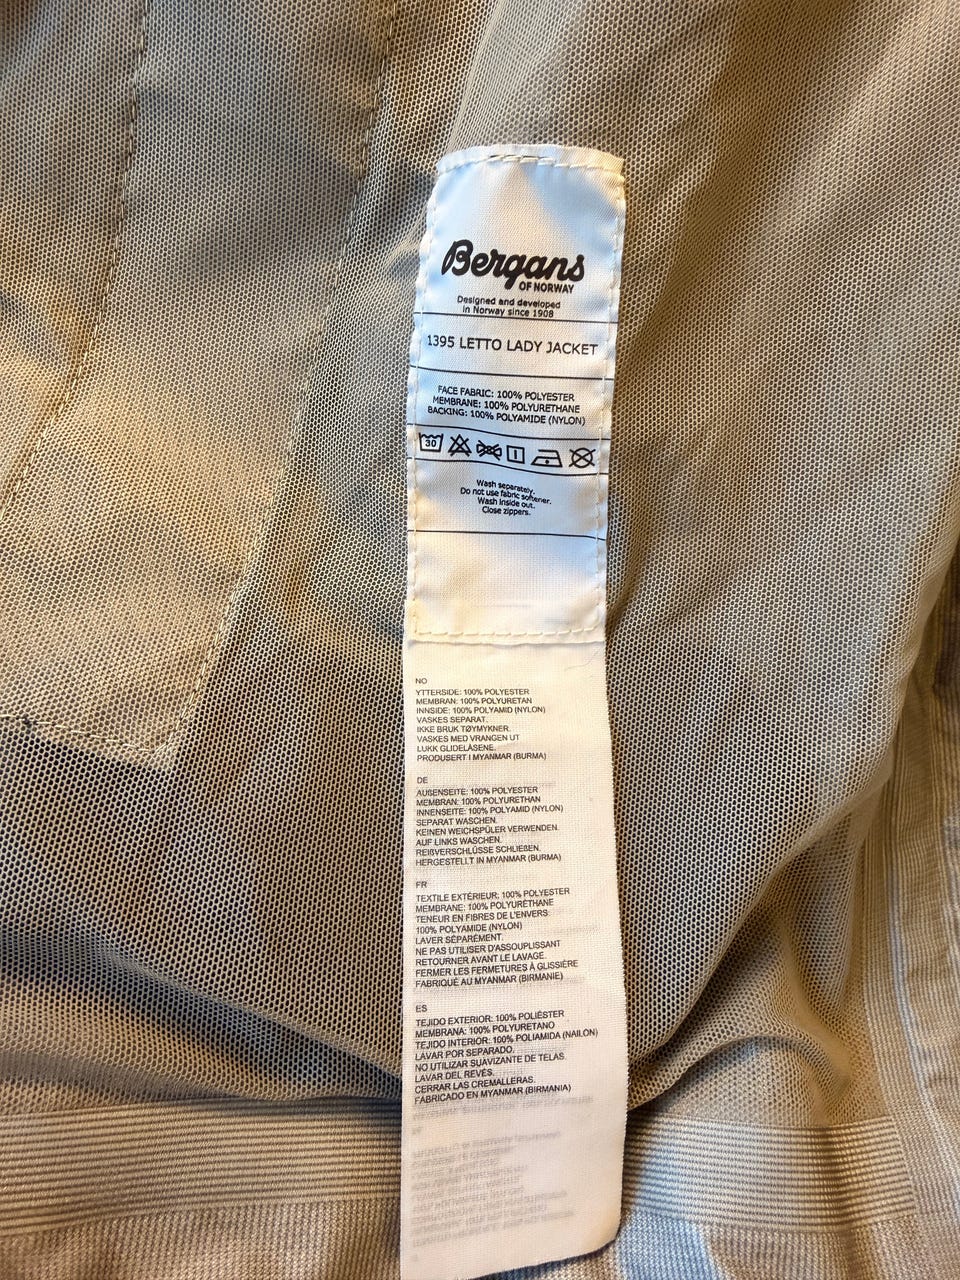 Bergans
OF NORWAY
Designed and developed
in Norway since 1908
1395 LETTO LADY JACKET
FACE FABRIC: 100% POLYESTER
MEMBRANE: 100% POLYURETHANE
BACKING: 100% POLYAMIDE (NYLON)
30
Wash separately.
Do not use fabric softener.
Wash inside out.
Close zippers.
NO
YTTERSIDE: 100% POLYESTER
MEMBRAN: 100% POLYURETAN
INNSIDE: 100% POLYAMID (NYLON)
VASKES SEPARAT.
IKKE BRUK TØYMYKNER.
VASKES MED VRANGEN UT
LUKK GLIDELÅSENE.
PRODUSERT I MYANMAR (BURMA)
DE
AUßENSEITE: 100% POLYESTER
MEMBRAN: 100% POLYURETHAN
INNENSEITE: 100% POLYAMID (NYLON)
SEPARAT WASCHEN.
KEINEN WEICHSPÜLER VERWENDEN.
AUF LINKS WASCHEN.
REIßVERSCHLÜSSE SCHLIEßEN.
HERGESTELLT IN MYANMAR (BURMA)
FR
TEXTILE EXTÉRIEUR: 100% POLYESTER
MEMBRANE: 100% POLYURÉTHANE
TENEUR EN FIBRES DE L'ENVERS:
100% POLYAMIDE (NYLON)
LAVER SÉPARÉMENT.
NE PAS UTILISER D'ASSOUPLISSANT
RETOURNER AVANT LE LAVAGE.
FERMER LES FERMETURES À GLISSIÈRE
FABRIQUÉ AU MYANMAR (BIRMANIE)
ES
TEJIDO EXTERIOR: 100% POLIÉSTER
MEMBRANA: 100% POLYURETANO
TEJIDO INTERIOR: 100% POLIAMIDA (NAILON)
LAVAR POR SEPARADO.
NO UTILIZAR SUAVIZANTE DE TELAS.
LAVAR DEL REVÉS.
CERRAR LAS CREMALLERAS.
FABRICADO EN MYANMAR (BIRMANIA)